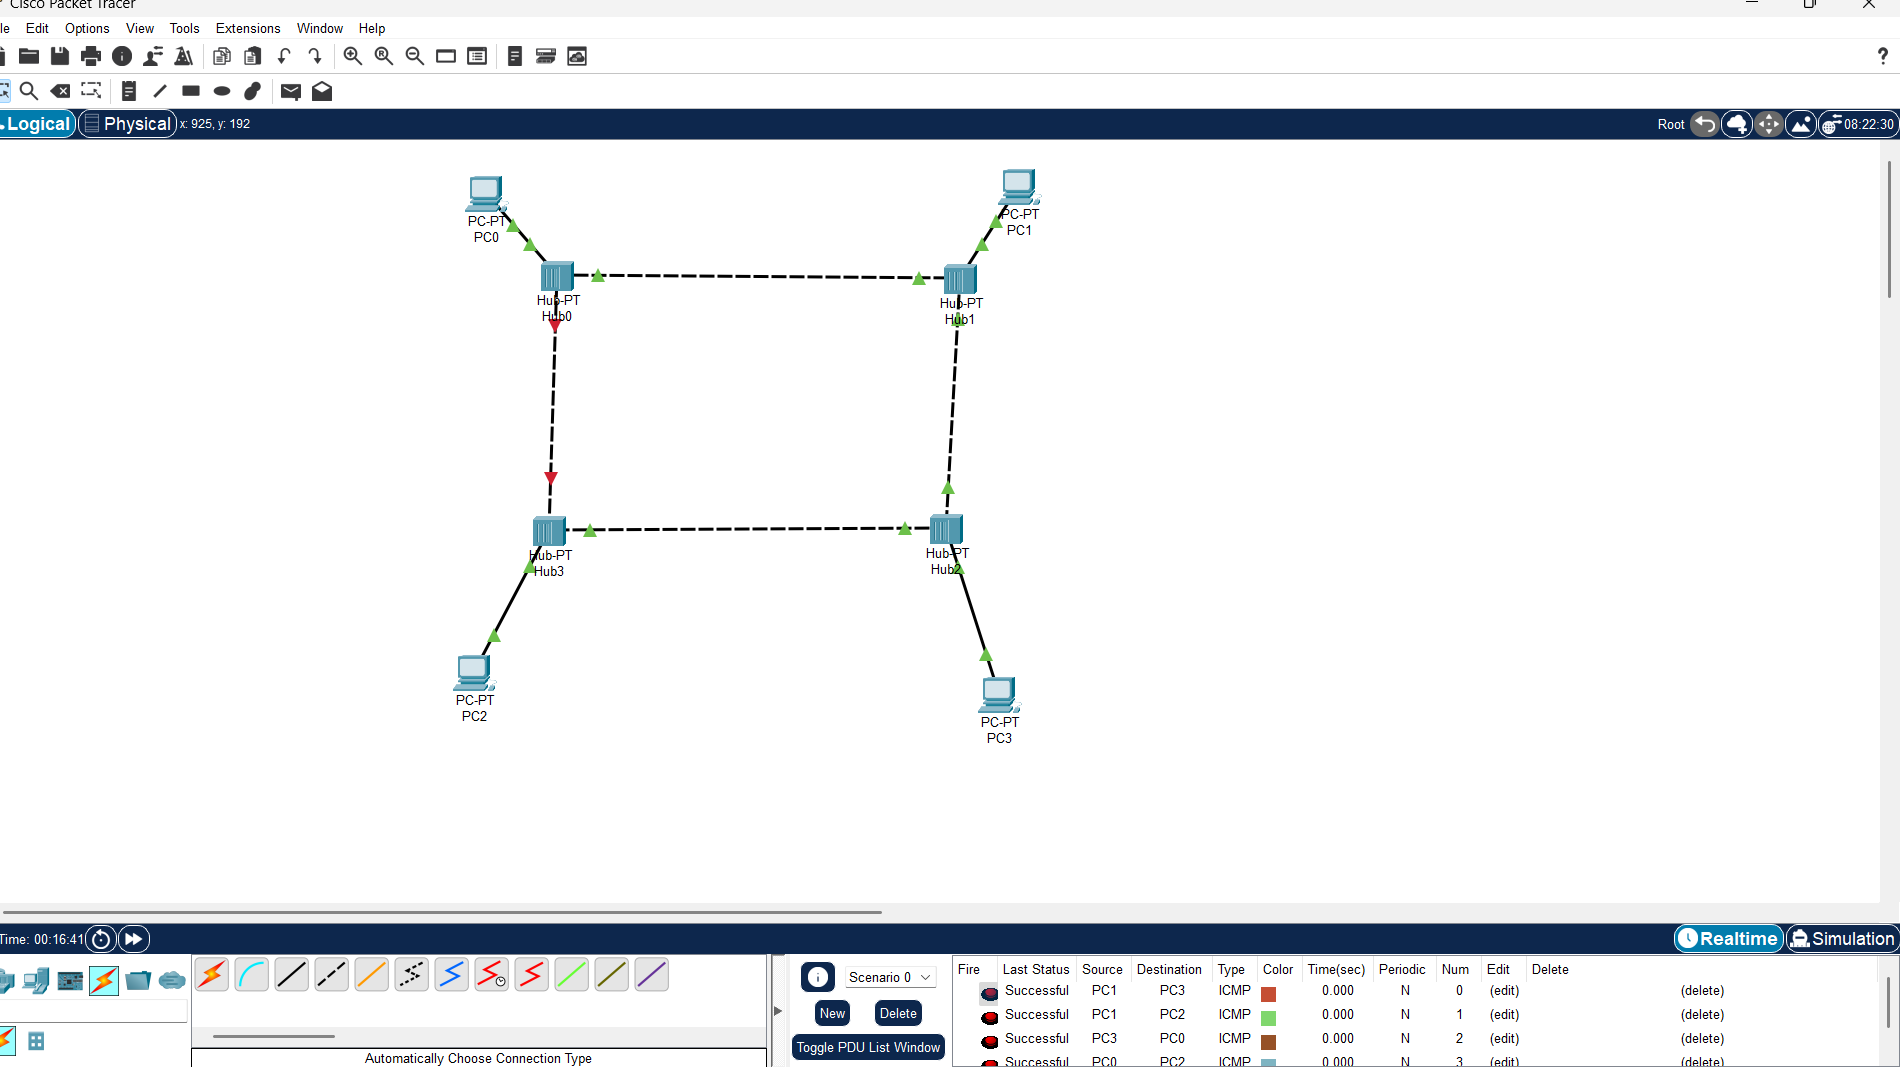 Cisco Packet Tracer
le Edit Options View Tools Extensions Window Help
?
Logical Physical x: 925, y: 192 Root 08:22:30
PC-PT
PC0
PC-PT
PC1
Hub-PT
Hub0
Hub-PT
Hub1
Hub-PT
Hub3
Hub-PT
Hub2
PC-PT
PC2
PC-PT
PC3
Time: 00:16:41 Realtime Simulation
Scenario 0
New Delete
Toggle PDU List Window
Automatically Choose Connection Type
Fire Last Status Source Destination Type Color Time(sec) Periodic Num Edit Delete
Successful PC1 PC3 ICMP 0.000 N 0 (edit) (delete)
Successful PC1 PC2 ICMP 0.000 N 1 (edit) (delete)
Successful PC3 PC0 ICMP 0.000 N 2 (edit) (delete)
Successful PC0 PC2 ICMP 0.000 N 3 (edit) (delete)